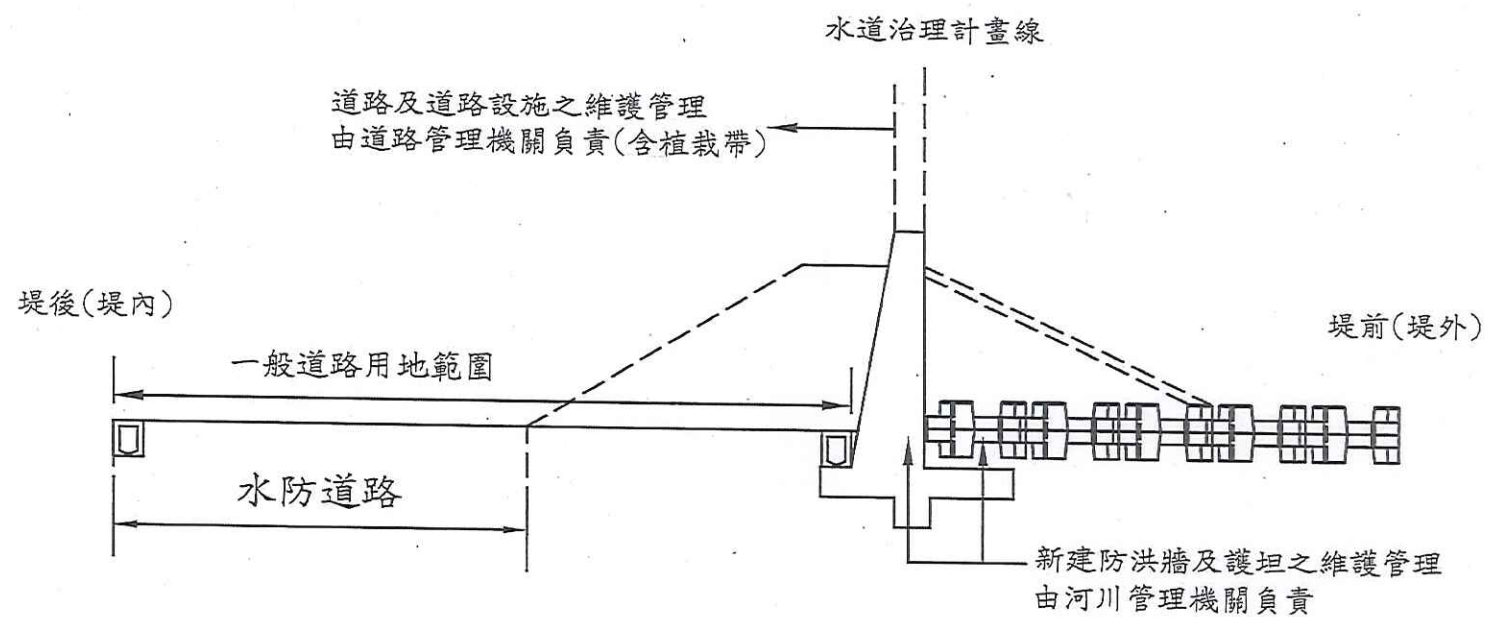 水道治理計畫線
道路及道路設施之維護管理
由道路管理機關負責(含植栽帶)
堤後(堤內)
堤前(堤外)
一般道路用地範圍
水防道路
新建防洪牆及護坦之維護管理
由河川管理機關負責